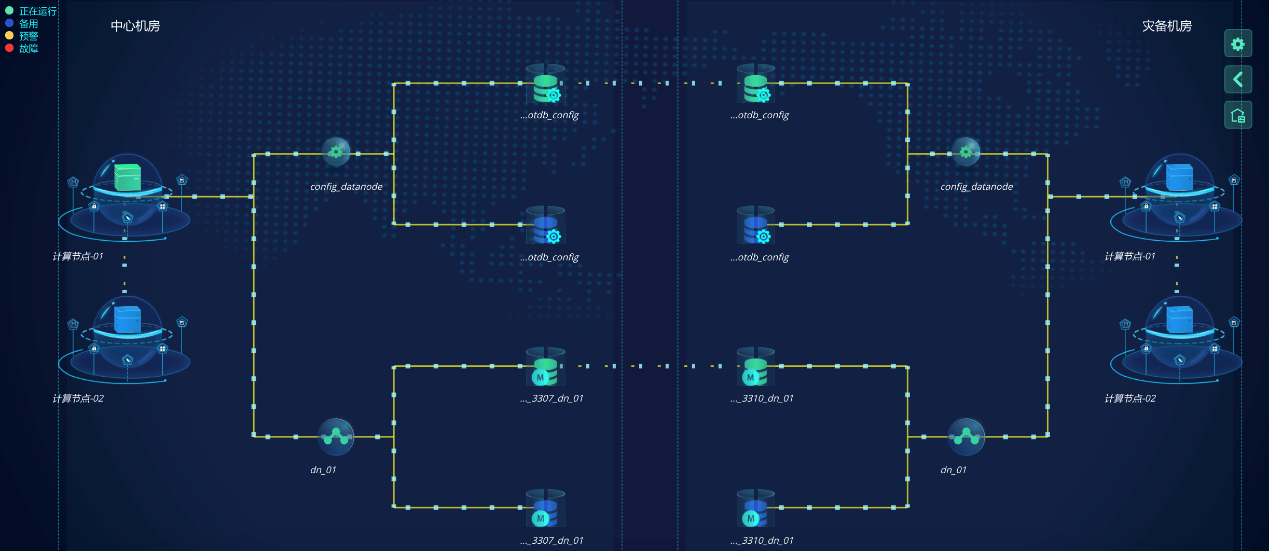 正在运行
备用
预警
故障
中心机房
灾备机房
...otdb_config
...otdb_config
config_datanode
config_datanode
计算节点-01
...otdb_config
...otdb_config
计算节点-01
计算节点-02
..._3307_dn_01
..._3310_dn_01
计算节点-02
M
M
dn_01
dn_01
M
M
..._3307_dn_01
..._3310_dn_01